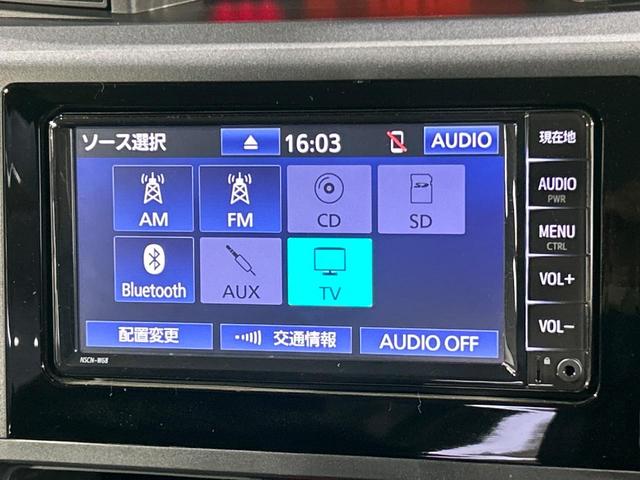 ソース選択 16:03 AUDIO
AM FM CD SD
Bluetooth AUX TV
配置変更 交通情報 AUDIO OFF
NSCN-W68
現在地
AUDIO
PWR
MENU
CTRL
VOL+
VOL-